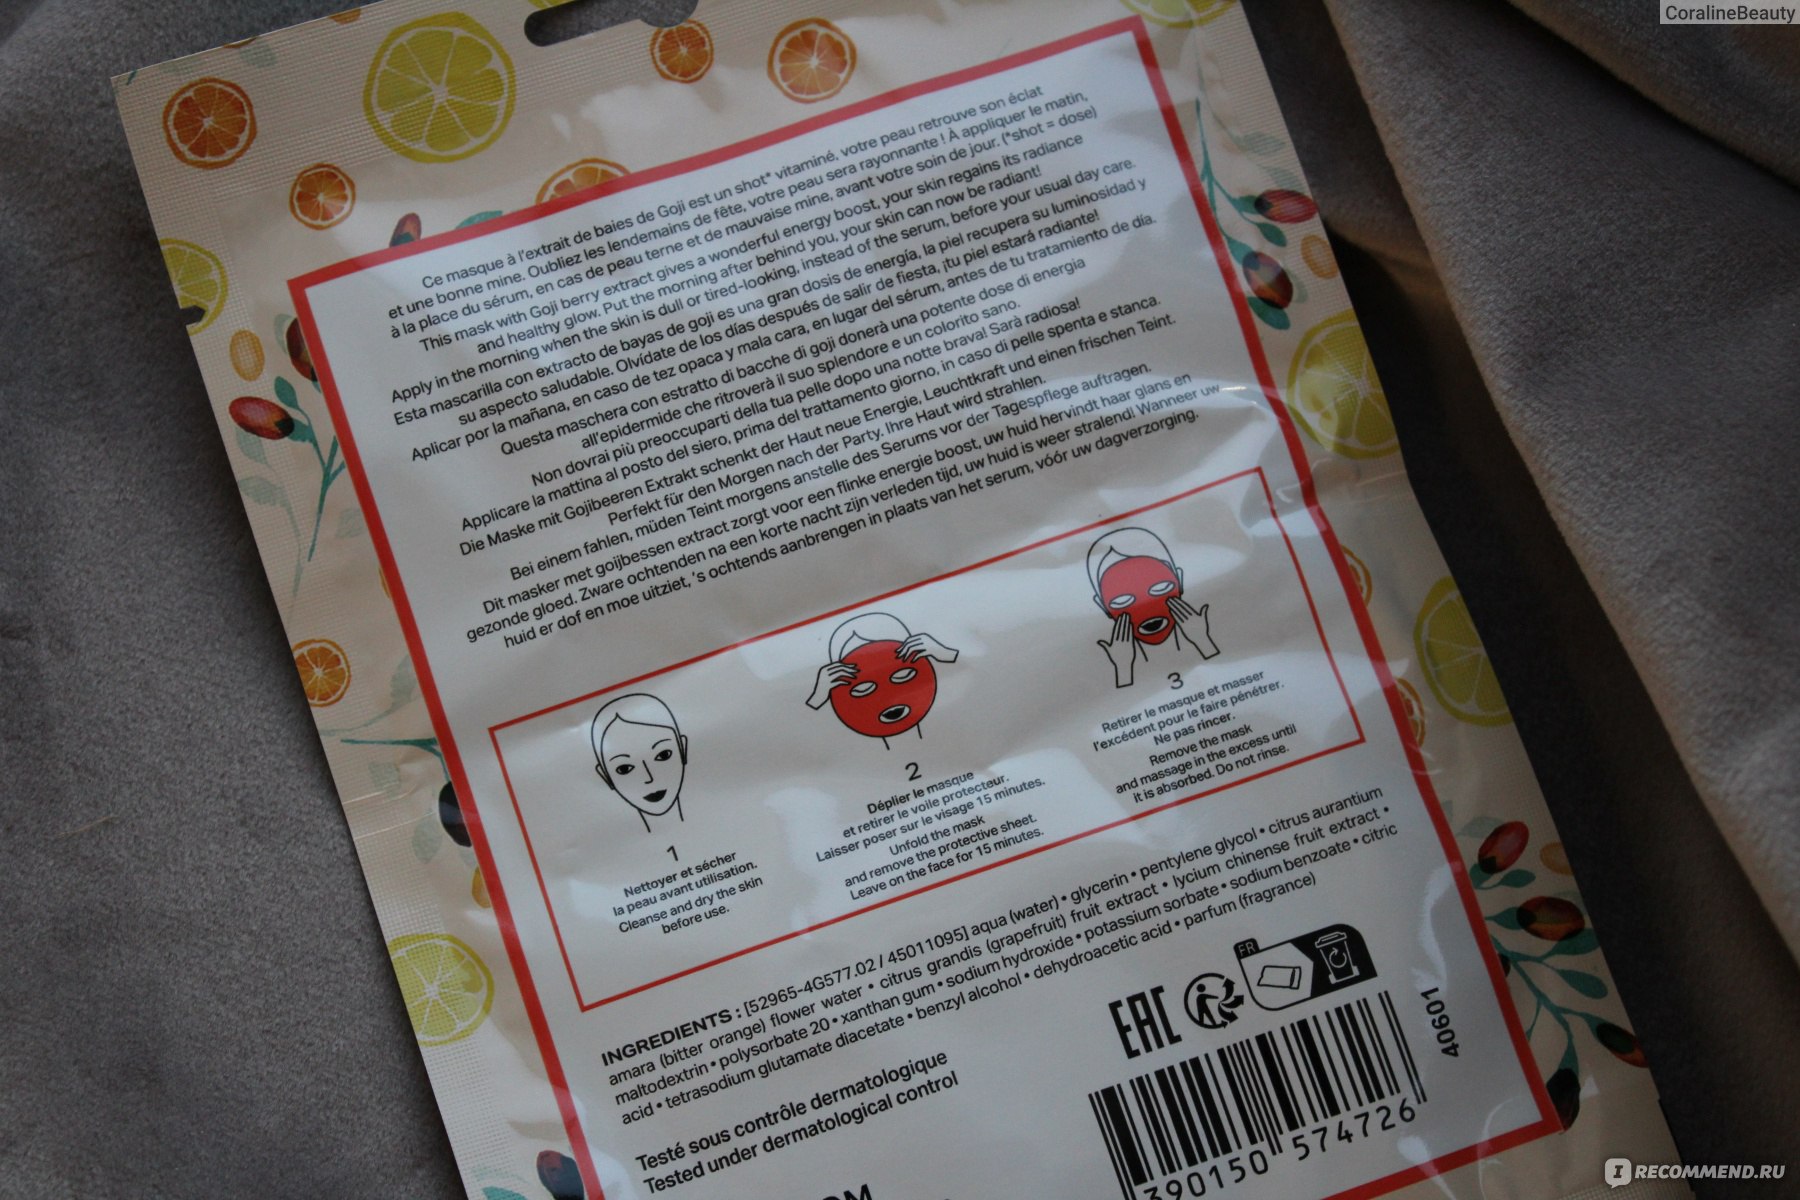 CoralineBeauty
Ce masque à l'extrait de baies de Goji est un shot* vitaminé, votre peau retrouve son éclat
et une bonne mine. Oubliez les lendemains de fête, votre peau sera rayonnante ! À appliquer le matin,
à la place du sérum, en cas de peau terne et de mauvaise mine, avant votre soin de jour. (*shot = dose)
This mask with Goji berry extract gives a wonderful energy boost, your skin regains its radiance
and healthy glow. Put the morning after behind you, your skin can now be radiant!
Apply in the morning when the skin is dull or tired-looking, instead of the serum, before your usual day care.
Esta mascarilla con extracto de bayas de goji es una gran dosis de energía, la piel recupera su luminosidad y
su aspecto saludable. Olvídate de los días después de salir de fiesta, ¡tu piel estará radiante!
Aplicar por la mañana, en caso de tez opaca y mala cara, en lugar del sérum, antes de tu tratamiento de día.
Questa maschera con estratto di bacche di goji donerà una potente dose di energia
all'epidermide che ritroverà il suo splendore e un colorito sano.
Non dovrai più preoccuparti della tua pelle dopo una notte brava! Sarà radiosa!
Applicare la mattina al posto del siero, prima del trattamento giorno, in caso di pelle spenta e stanca.
Die Maske mit Gojibeeren Extrakt schenkt der Haut neue Energie, Leuchtkraft und einen frischen Teint.
Perfekt für den Morgen nach der Party, Ihre Haut wird strahlen.
Bei einem fahlen, müden Teint morgens anstelle des Serums vor der Tagespflege auftragen.
Dit masker met gojibessen extract zorgt voor een flinke energie boost, uw huid hervindt haar glans en
gezonde gloed. Zware ochtenden na een korte nacht zijn verleden tijd, uw huid is weer stralend! Wanneer uw
huid er dof en moe uitziet, 's ochtends aanbrengen in plaats van het serum, vóór uw dagverzorging.
1
Nettoyer et sécher
la peau avant utilisation.
Cleanse and dry the skin
before use.
2
Déplier le masque
et retirer le voile protecteur.
Laisser poser sur le visage 15 minutes.
Unfold the mask
and remove the protective sheet.
Leave on the face for 15 minutes.
3
Retirer le masque et masser
l'excédent pour le faire pénétrer.
Ne pas rincer.
Remove the mask
and massage in the excess until
it is absorbed. Do not rinse.
INGREDIENTS : [52965-4G577.02 / 45011095] aqua (water) • glycerin • pentylene glycol • citrus aurantium
amara (bitter orange) flower water • citrus grandis (grapefruit) fruit extract • lycium chinense fruit extract •
maltodextrin • polysorbate 20 • xanthan gum • sodium hydroxide • potassium sorbate • sodium benzoate • citric
acid • tetrasodium glutamate diacetate • benzyl alcohol • dehydroacetic acid • parfum (fragrance)
Testé sous contrôle dermatologique
Tested under dermatological control
EAC
FR
40601
390150 574726
IRECOMMEND.RU